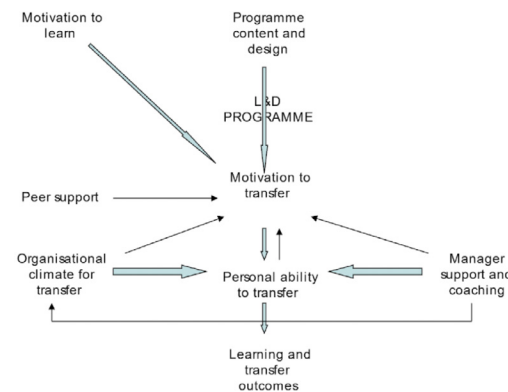 Motivation to
learn
Programme
content and
design
L&D
PROGRAMME
Motivation to
transfer
Peer support
Organisational
climate for
transfer
Personal ability
to transfer
Manager
support and
coaching
Learning and
transfer
outcomes